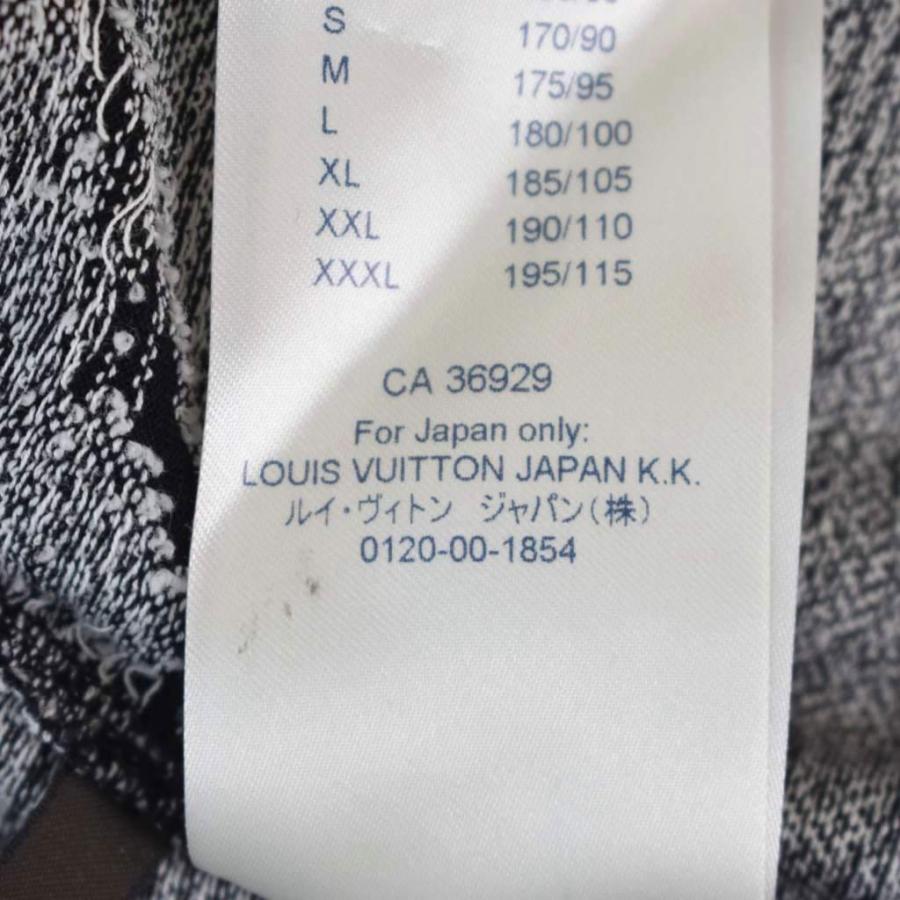 S 170/90
M 175/95
L 180/100
XL 185/105
XXL 190/110
XXXL 195/115
CA 36929
For Japan only:
LOUIS VUITTON JAPAN K.K.
ルイ・ヴィトン ジャパン(株)
0120-00-1854